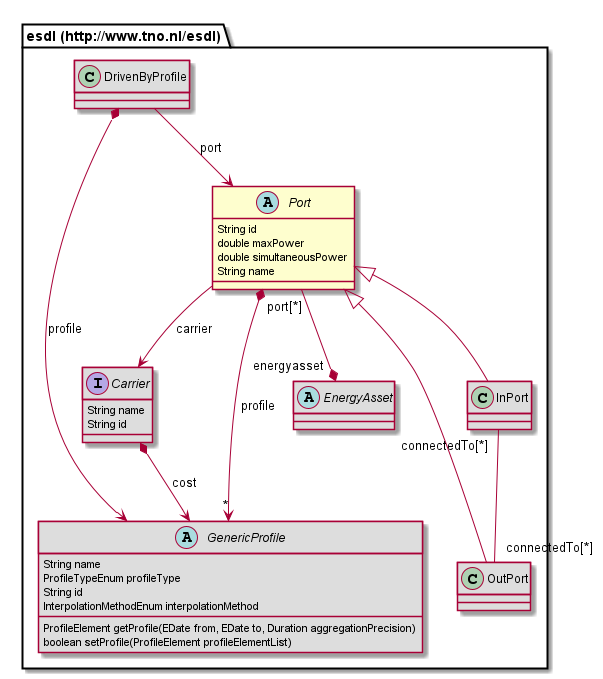 esdl (http://www.tno.nl/esdl)
C DrivenByProfile
port
A Port
String id
double maxPower
double simultaneousPower
String name
port[*]
profile
carrier
energyasset
I Carrier
String name
String id
A EnergyAsset
C InPort
profile
connectedTo[*]
cost
*
A GenericProfile
String name
ProfileTypeEnum profileType
String id
InterpolationMethodEnum interpolationMethod
ProfileElement getProfile(EDate from, EDate to, Duration aggregationPrecision)
boolean setProfile(ProfileElement profileElementList)
connectedTo[*]
C OutPort